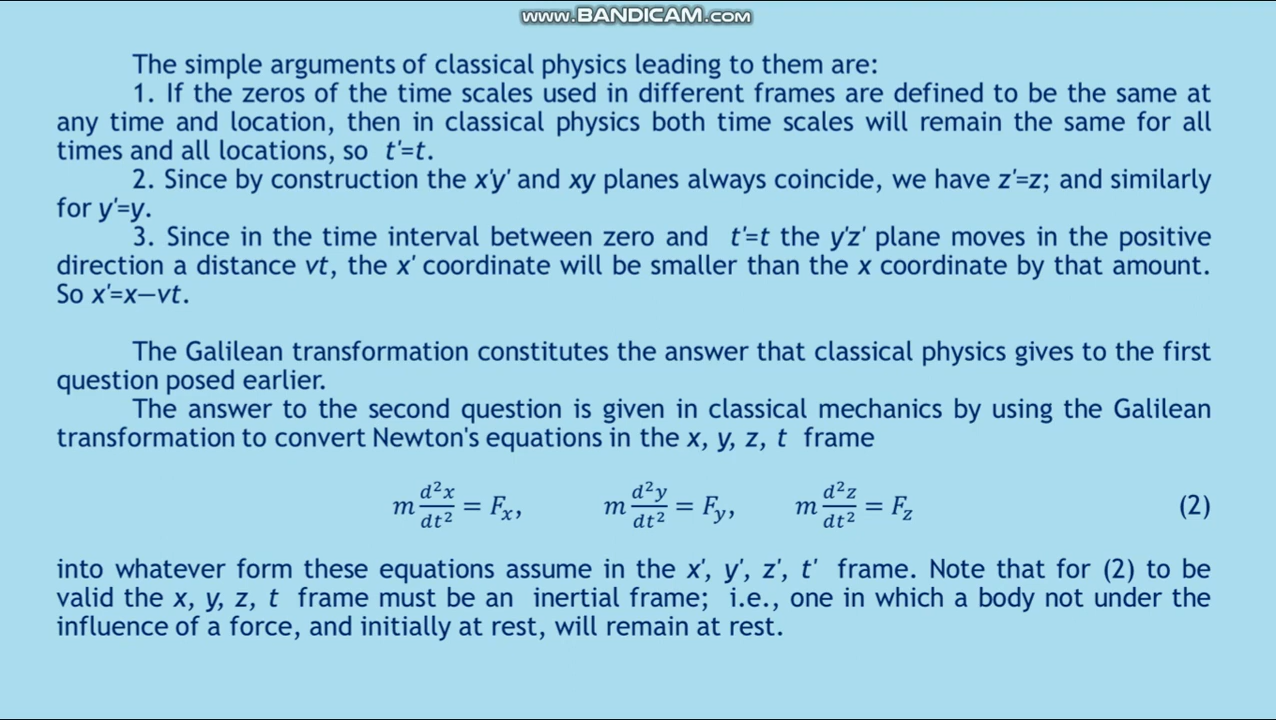 www.BANDICAM.com
The simple arguments of classical physics leading to them are:
1. If the zeros of the time scales used in different frames are defined to be the same at
any time and location, then in classical physics both time scales will remain the same for all
times and all locations, so t'=t.
2. Since by construction the x'y' and xy planes always coincide, we have z'=z; and similarly
for y'=y.
3. Since in the time interval between zero and t'=t the y'z' plane moves in the positive
direction a distance vt, the x' coordinate will be smaller than the x coordinate by that amount.
So x'=x—vt.
The Galilean transformation constitutes the answer that classical physics gives to the first
question posed earlier.
The answer to the second question is given in classical mechanics by using the Galilean
transformation to convert Newton's equations in the x, y, z, t frame
m d²x/dt² = Fₓ, m d²y/dt² = F_y, m d²z/dt² = F_z (2)
into whatever form these equations assume in the x', y', z', t' frame. Note that for (2) to be
valid the x, y, z, t frame must be an inertial frame; i.e., one in which a body not under the
influence of a force, and initially at rest, will remain at rest.